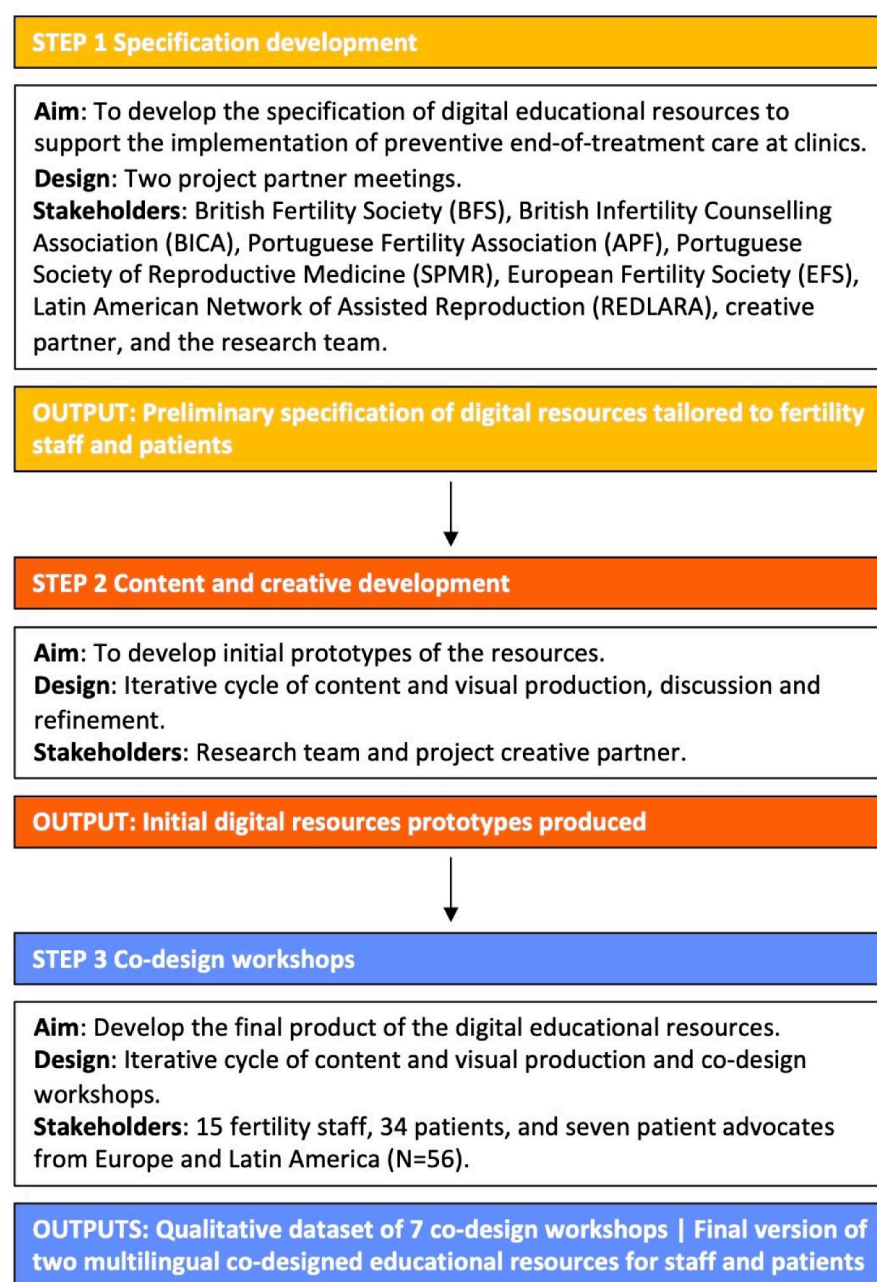 STEP 1 Specification development
Aim: To develop the specification of digital educational resources to
support the implementation of preventive end-of-treatment care at clinics.
Design: Two project partner meetings.
Stakeholders: British Fertility Society (BFS), British Infertility Counselling
Association (BICA), Portuguese Fertility Association (APF), Portuguese
Society of Reproductive Medicine (SPMR), European Fertility Society (EFS),
Latin American Network of Assisted Reproduction (REDLARA), creative
partner, and the research team.
OUTPUT: Preliminary specification of digital resources tailored to fertility
staff and patients
STEP 2 Content and creative development
Aim: To develop initial prototypes of the resources.
Design: Iterative cycle of content and visual production, discussion and
refinement.
Stakeholders: Research team and project creative partner.
OUTPUT: Initial digital resources prototypes produced
STEP 3 Co-design workshops
Aim: Develop the final product of the digital educational resources.
Design: Iterative cycle of content and visual production and co-design
workshops.
Stakeholders: 15 fertility staff, 34 patients, and seven patient advocates
from Europe and Latin America (N=56).
OUTPUTS: Qualitative dataset of 7 co-design workshops | Final version of
two multilingual co-designed educational resources for staff and patients